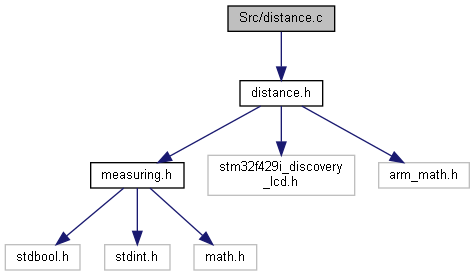 Src/distance.c
distance.h
measuring.h
stm32f429i_discovery
_lcd.h
arm_math.h
stdbool.h
stdint.h
math.h